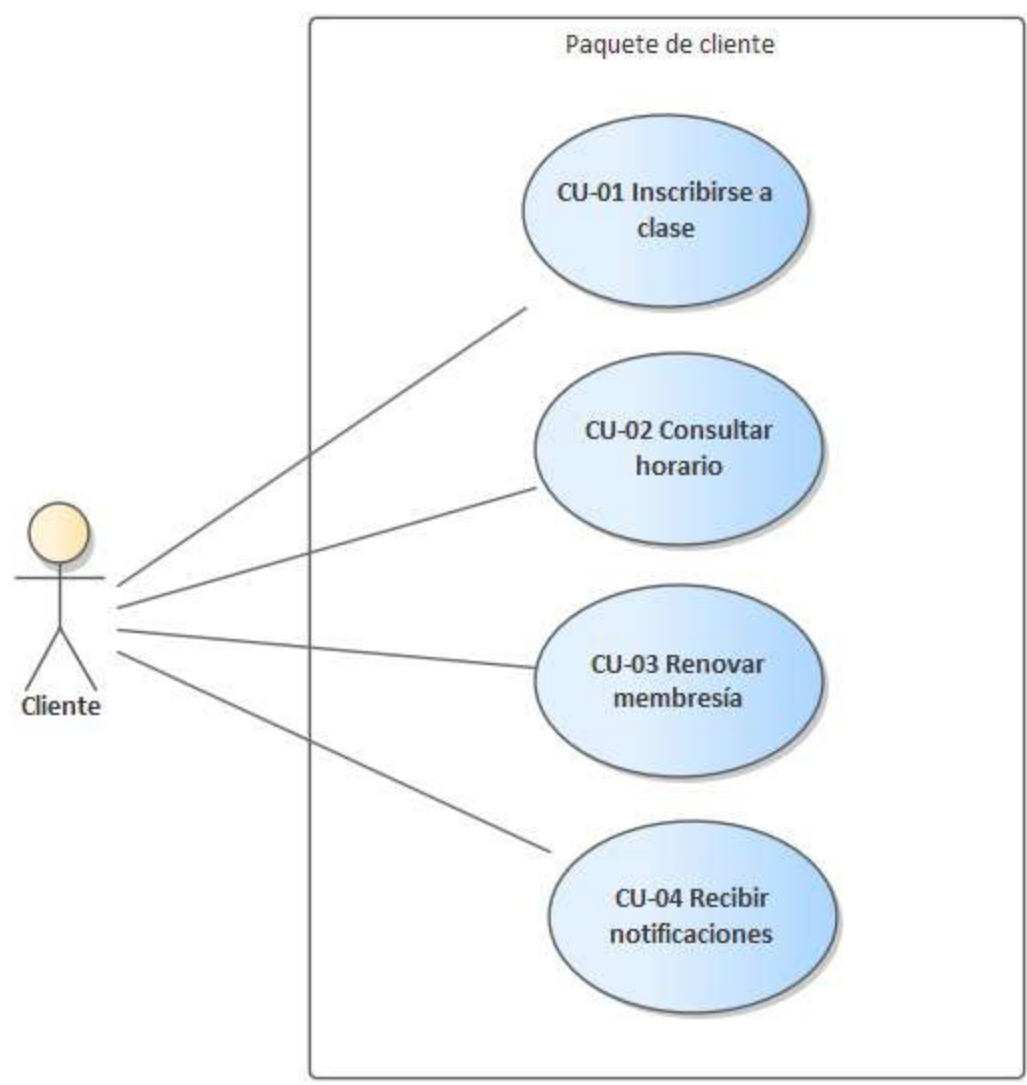 Paquete de cliente
CU-01 Inscribirse a
clase
CU-02 Consultar
horario
CU-03 Renovar
membresía
Cliente
CU-04 Recibir
notificaciones